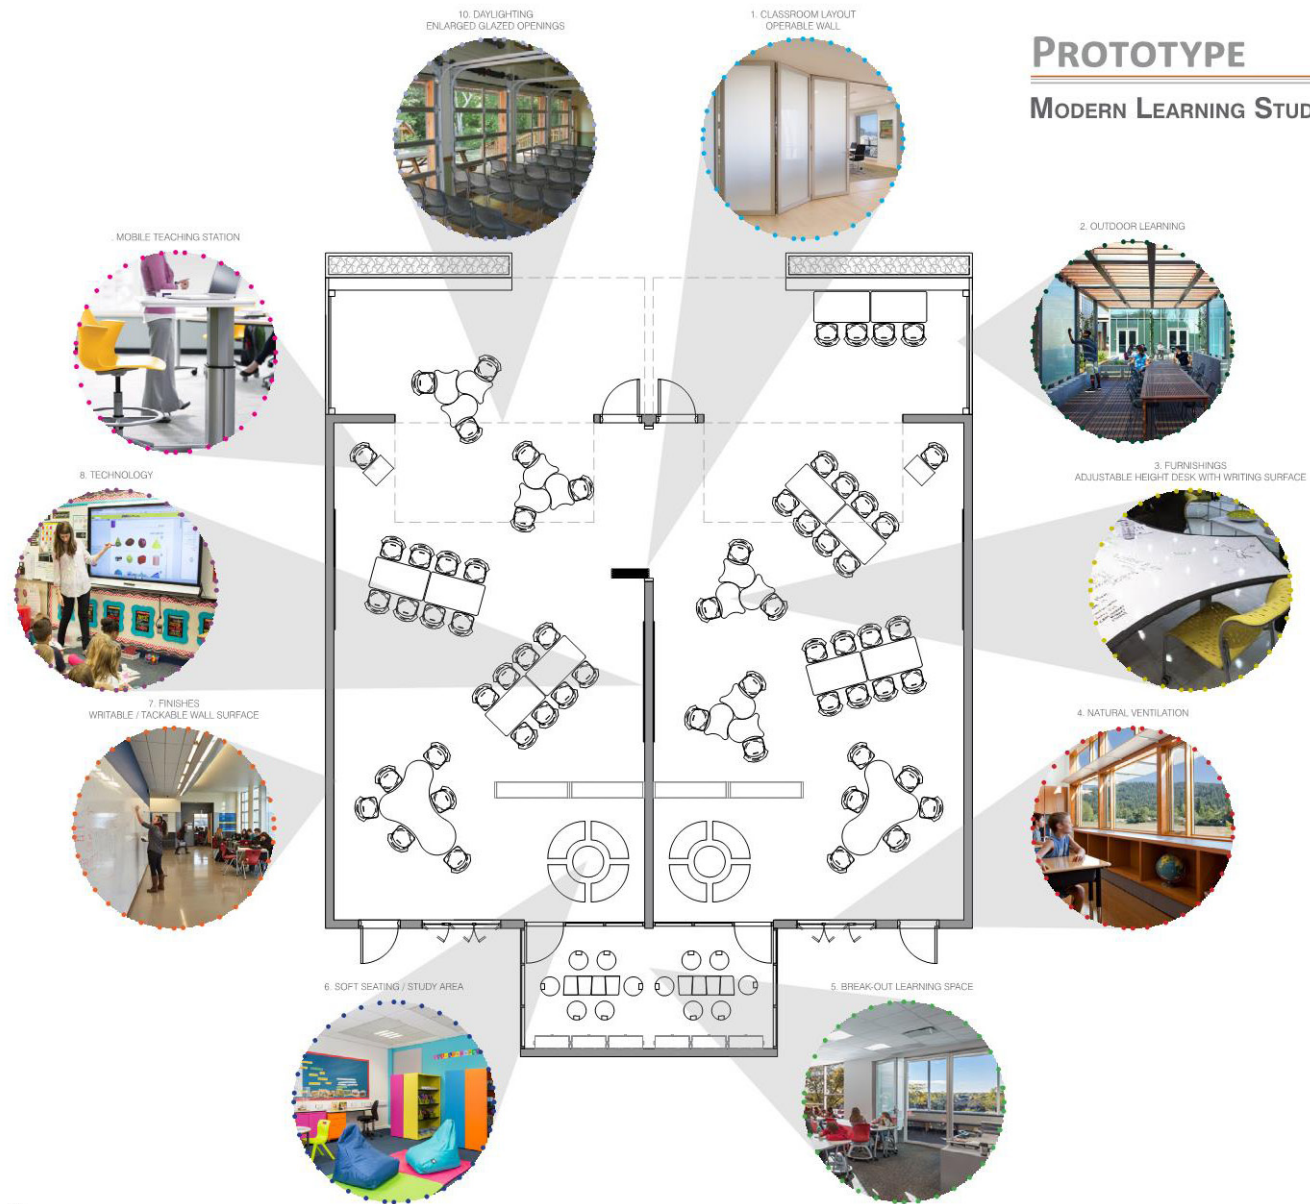 10. DAYLIGHTING
ENLARGED GLAZED OPENINGS
1. CLASSROOM LAYOUT
OPERABLE WALL
PROTOTYPE
MODERN LEARNING STUD
. MOBILE TEACHING STATION
2. OUTDOOR LEARNING
8. TECHNOLOGY
3. FURNISHINGS
ADJUSTABLE HEIGHT DESK WITH WRITING SURFACE
7. FINISHES
WRITABLE / TACKABLE WALL SURFACE
4. NATURAL VENTILATION
6. SOFT SEATING / STUDY AREA
5. BREAK-OUT LEARNING SPACE